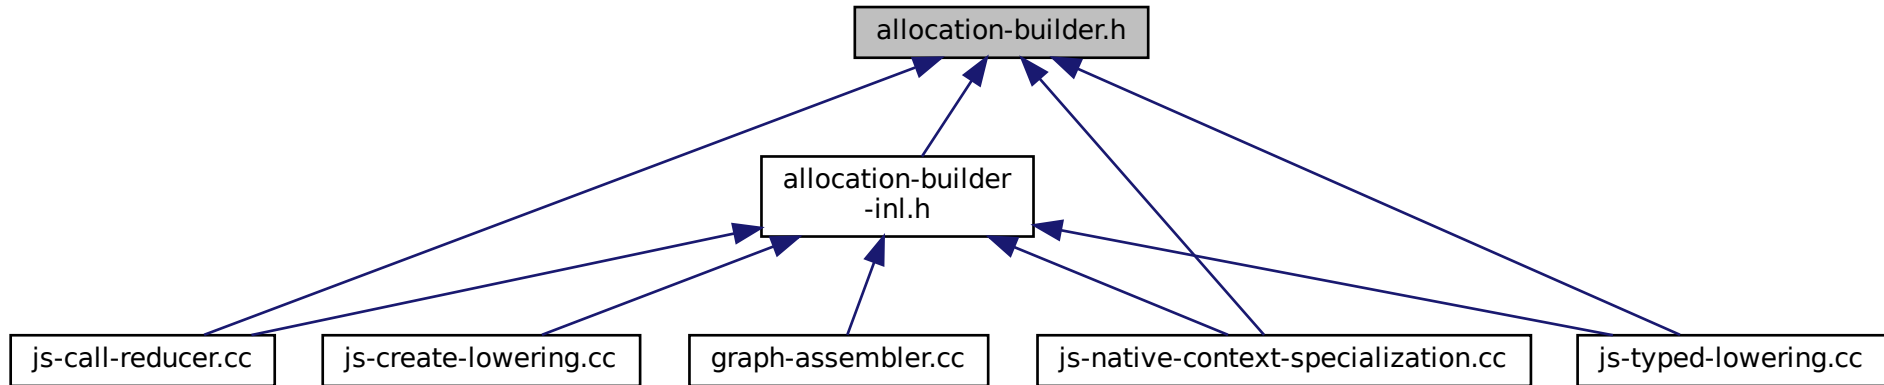 allocation-builder.h
allocation-builder
-inl.h
js-call-reducer.cc
js-create-lowering.cc
graph-assembler.cc
js-native-context-specialization.cc
js-typed-lowering.cc